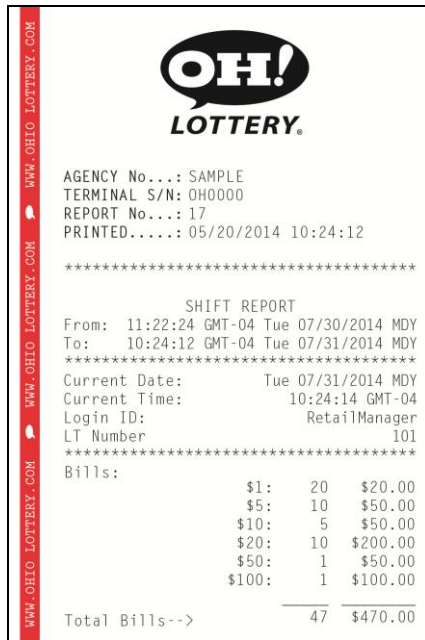 OH!
LOTTERY®
AGENCY No...: SAMPLE
TERMINAL S/N: OH0000
REPORT No...: 17
PRINTED.....: 05/20/2014 10:24:12
**************************************
SHIFT REPORT
From: 11:22:24 GMT-04 Tue 07/30/2014 MDY
To: 10:24:12 GMT-04 Tue 07/31/2014 MDY
**************************************
Current Date: Tue 07/31/2014 MDY
Current Time: 10:24:14 GMT-04
Login ID: RetailManager
LT Number 101
**************************************
Bills:
$1: 20 $20.00
$5: 10 $50.00
$10: 5 $50.00
$20: 10 $200.00
$50: 1 $50.00
$100: 1 $100.00
Total Bills--> 47 $470.00
WWW.OHIO LOTTERY.COM
WWW.OHIO LOTTERY.COM
WWW.OHIO LOTTERY.COM